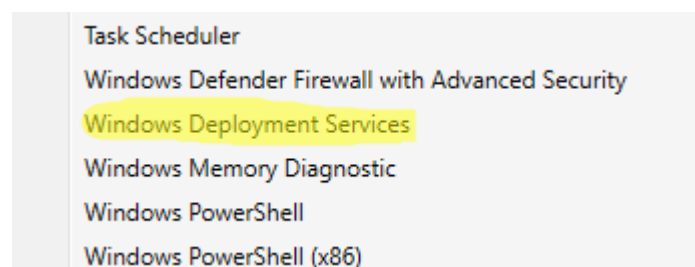 Task Scheduler
Windows Defender Firewall with Advanced Security
Windows Deployment Services
Windows Memory Diagnostic
Windows PowerShell
Windows PowerShell (x86)